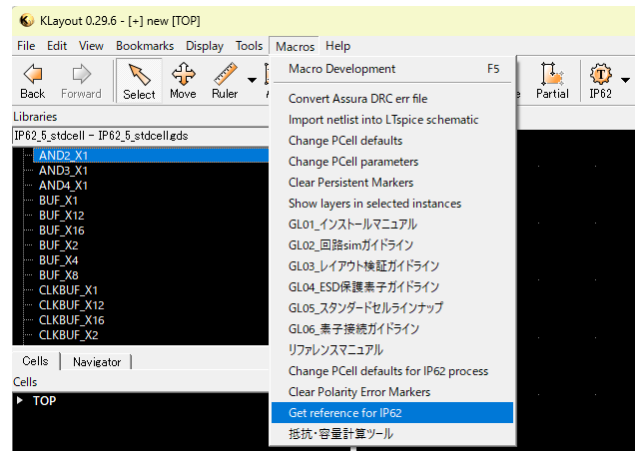 KLayout 0.29.6 - [+] new [TOP]
File Edit View Bookmarks Display Tools Macros Help
Back Forward Select Move Ruler Partial IP62
Libraries
IP62_5_stdcell - IP62_5_stdcell.gds
AND2_X1
AND3_X1
AND4_X1
BUF_X1
BUF_X12
BUF_X16
BUF_X2
BUF_X4
BUF_X8
CLKBUF_X1
CLKBUF_X12
CLKBUF_X16
CLKBUF_X2
Cells Navigator
Cells
TOP
Macro Development F5
Convert Assura DRC err file
Import netlist into LTspice schematic
Change PCell defaults
Change PCell parameters
Clear Persistent Markers
Show layers in selected instances
GL01_インストールマニュアル
GL02_回路simガイドライン
GL03_レイアウト検証ガイドライン
GL04_ESD保護素子ガイドライン
GL05_スタンダードセルラインナップ
GL06_素子接続ガイドライン
リファレンスマニュアル
Change PCell defaults for IP62 process
Clear Polarity Error Markers
Get reference for IP62
抵抗・容量計算ツール